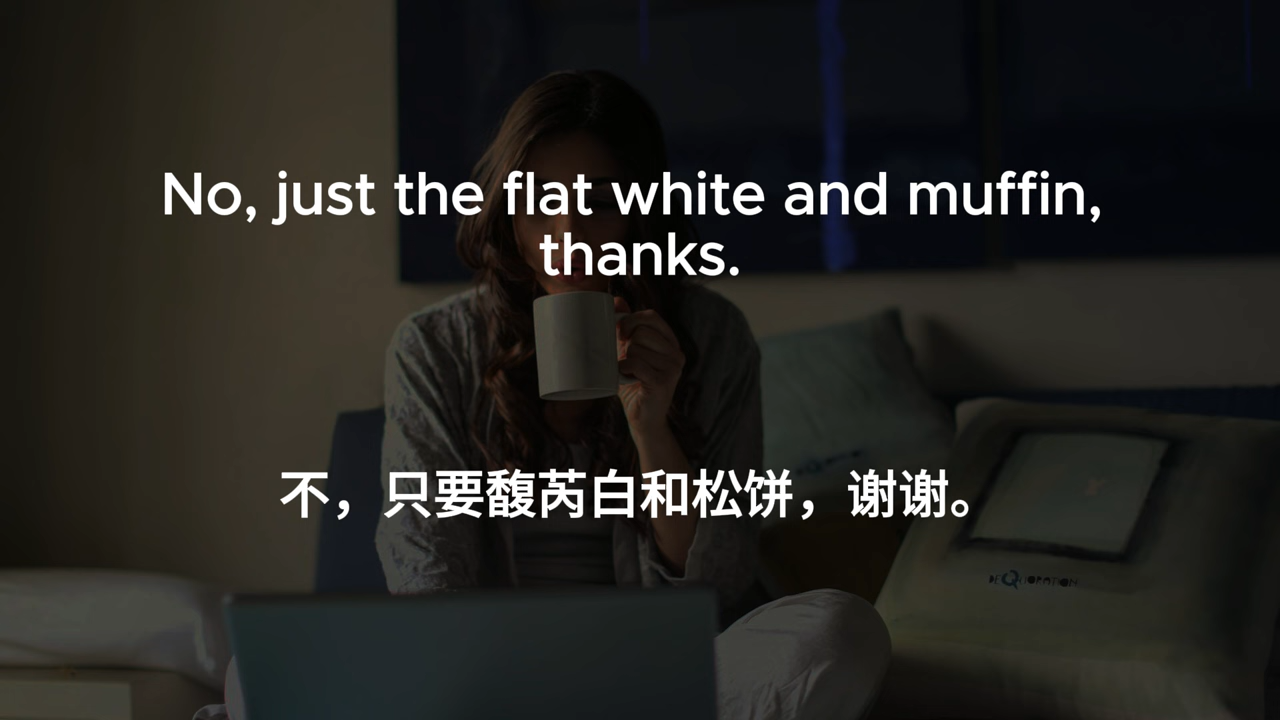 No, just the flat white and muffin,
thanks.
不，只要馥芮白和松饼，谢谢。